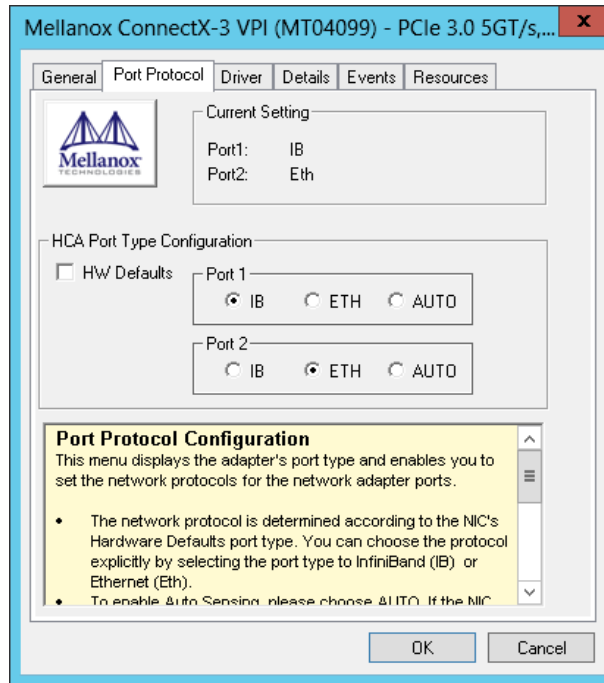 Mellanox ConnectX-3 VPI (MT04099) - PCIe 3.0 5GT/s,...
x
General Port Protocol Driver Details Events Resources
Mellanox
TECHNOLOGIES
Current Setting
Port1: IB
Port2: Eth
HCA Port Type Configuration
HW Defaults
Port 1
IB ETH AUTO
Port 2
IB ETH AUTO
Port Protocol Configuration
This menu displays the adapter's port type and enables you to
set the network protocols for the network adapter ports.
• The network protocol is determined according to the NIC's
Hardware Defaults port type. You can choose the protocol
explicitly by selecting the port type to InfiniBand (IB) or
Ethernet (Eth).
• To enable Auto Sensing, please choose AUTO. If the NIC
OK Cancel